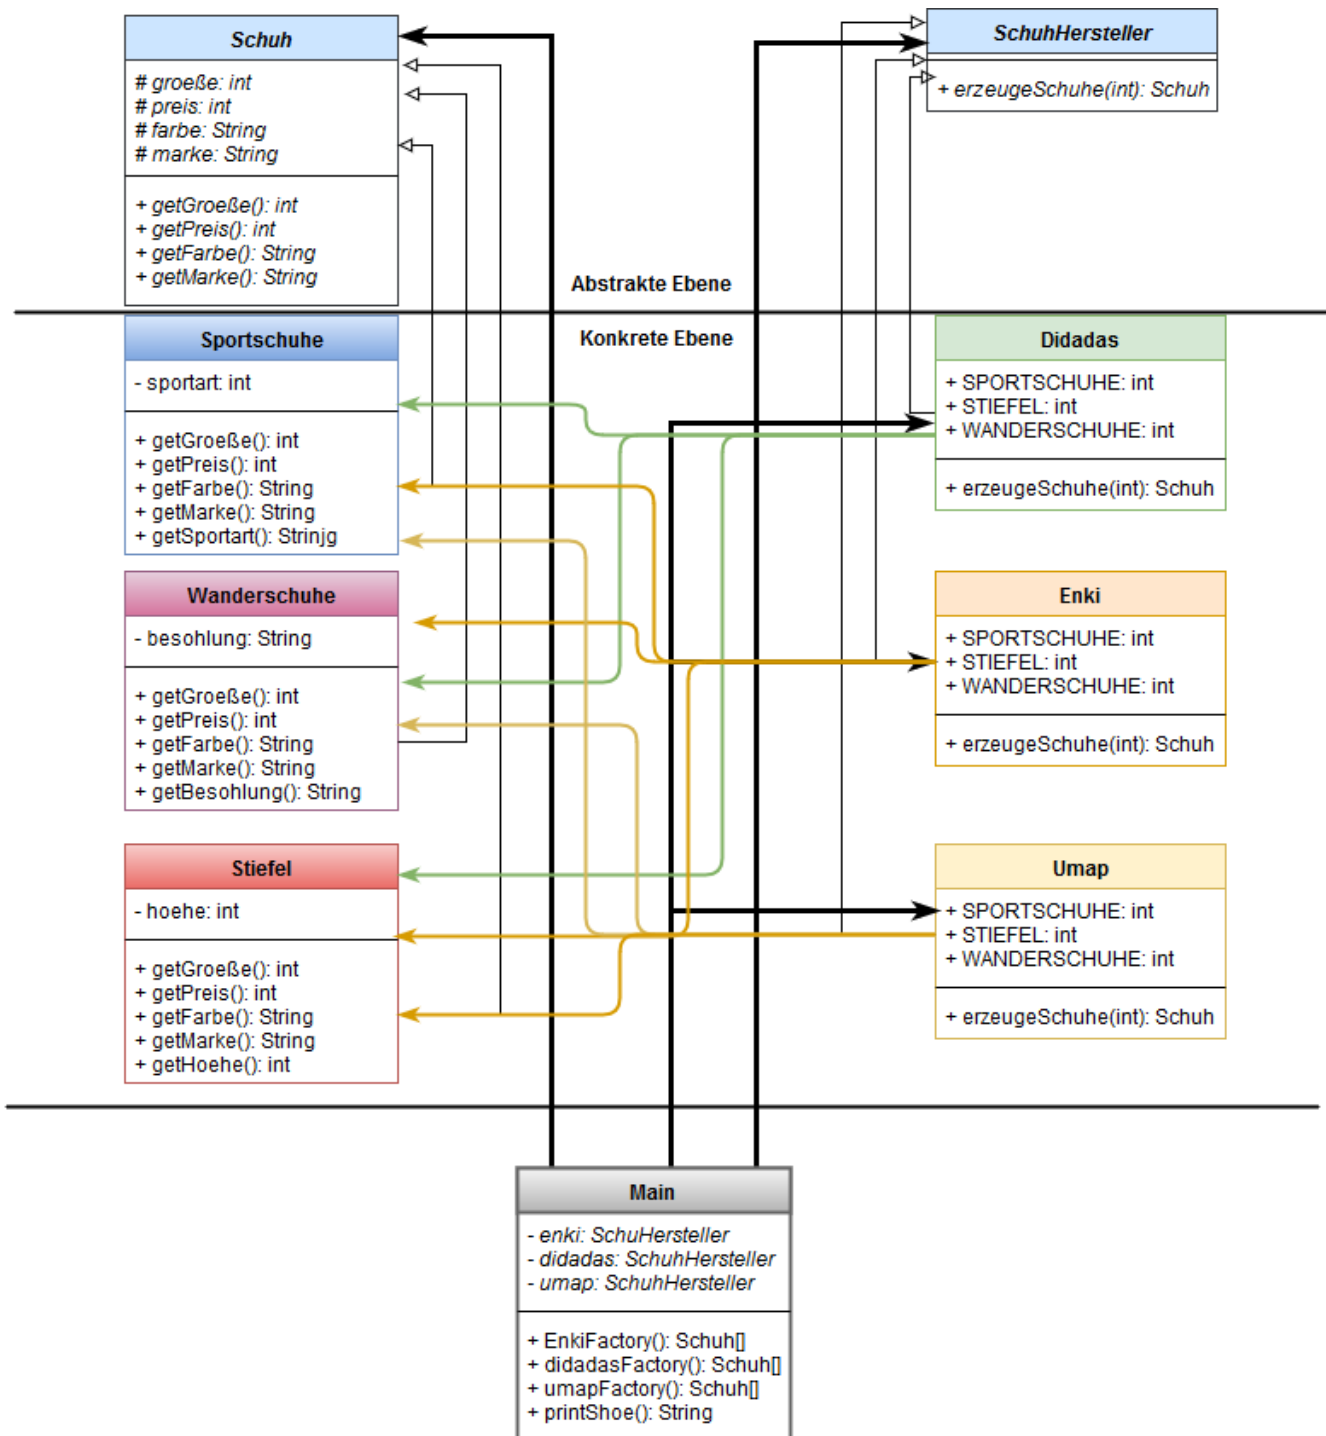 Schuh
# groeße: int
# preis: int
# farbe: String
# marke: String
+ getGroeße(): int
+ getPreis(): int
+ getFarbe(): String
+ getMarke(): String
SchuhHersteller
+ erzeugeSchuhe(int): Schuh
Abstrakte Ebene
Konkrete Ebene
Sportschuhe
- sportart: int
+ getGroeße(): int
+ getPreis(): int
+ getFarbe(): String
+ getMarke(): String
+ getSportart(): Strinjg
Didadas
+ SPORTSCHUHE: int
+ STIEFEL: int
+ WANDERSCHUHE: int
+ erzeugeSchuhe(int): Schuh
Wanderschuhe
- besohlung: String
+ getGroeße(): int
+ getPreis(): int
+ getFarbe(): String
+ getMarke(): String
+ getBesohlung(): String
Enki
+ SPORTSCHUHE: int
+ STIEFEL: int
+ WANDERSCHUHE: int
+ erzeugeSchuhe(int): Schuh
Stiefel
- hoehe: int
+ getGroeße(): int
+ getPreis(): int
+ getFarbe(): String
+ getMarke(): String
+ getHoehe(): int
Umap
+ SPORTSCHUHE: int
+ STIEFEL: int
+ WANDERSCHUHE: int
+ erzeugeSchuhe(int): Schuh
Main
- enki: SchuHersteller
- didadas: SchuhHersteller
- umap: SchuhHersteller
+ EnkiFactory(): Schuh[]
+ didadasFactory(): Schuh[]
+ umapFactory(): Schuh[]
+ printShoe(): String